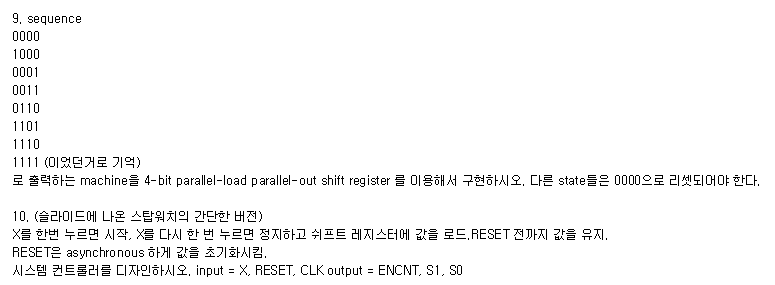 9. sequence
0000
1000
0001
0011
0110
1101
1110
1111 (이었던거로 기억)
로 출력하는 machine을 4-bit parallel-load parallel-out shift register 를 이용해서 구현하시오. 다른 state들은 0000으로 리셋되어야 한다.
10. (슬라이드에 나온 스탑워치의 간단한 버전)
X를 한번 누르면 시작, X를 다시 한 번 누르면 정지하고 쉬프트 레지스터에 값을 로드.RESET 전까지 값을 유지.
RESET은 asynchronous 하게 값을 초기화시킴.
시스템 컨트롤러를 디자인하시오. input = X, RESET, CLK output = ENCNT, S1, S0